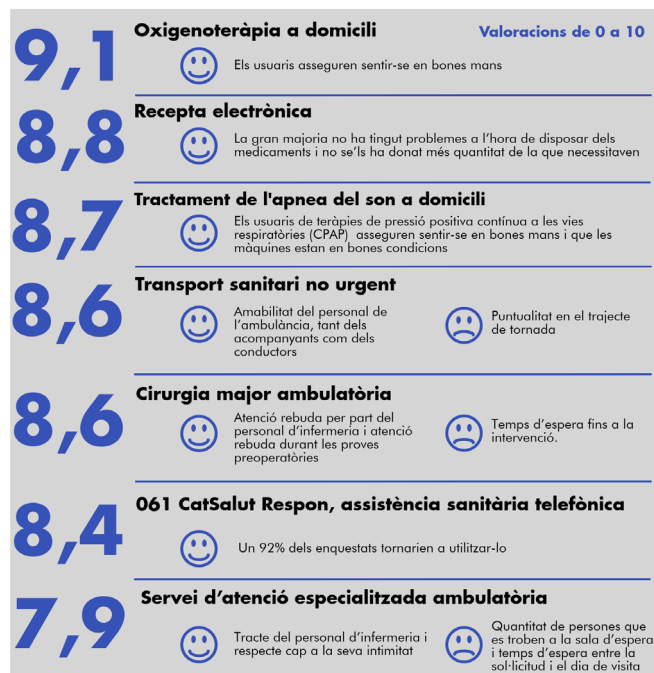 9,1
Oxigenoteràpia a domicili
Valoracions de 0 a 10
Els usuaris asseguren sentir-se en bones mans
8,8
Recepta electrònica
La gran majoria no ha tingut problemes a l'hora de disposar dels
medicaments i no se'ls ha donat més quantitat de la que necessitaven
8,7
Tractament de l'apnea del son a domicili
Els usuaris de teràpies de pressió positiva contínua a les vies
respiratòries (CPAP) asseguren sentir-se en bones mans i que les
màquines estan en bones condicions
8,6
Transport sanitari no urgent
Amabilitat del personal de
l'ambulància, tant dels
acompanyants com dels
conductors
Puntualitat en el trajecte
de tornada
8,6
Cirurgia major ambulatòria
Atenció rebuda per part del
personal d'infermeria i atenció
rebuda durant les proves
preoperatòries
Temps d'espera fins a la
intervenció.
8,4
061 CatSalut Respon, assistència sanitària telefònica
Un 92% dels enquestats tornarien a utilitzar-lo
7,9
Servei d'atenció especialitzada ambulatòria
Tracte del personal d'infermeria i
respecte cap a la seva intimitat
Quantitat de persones que
es troben a la sala d'espera
i temps d'espera entre la
sol·licitud i el dia de visita